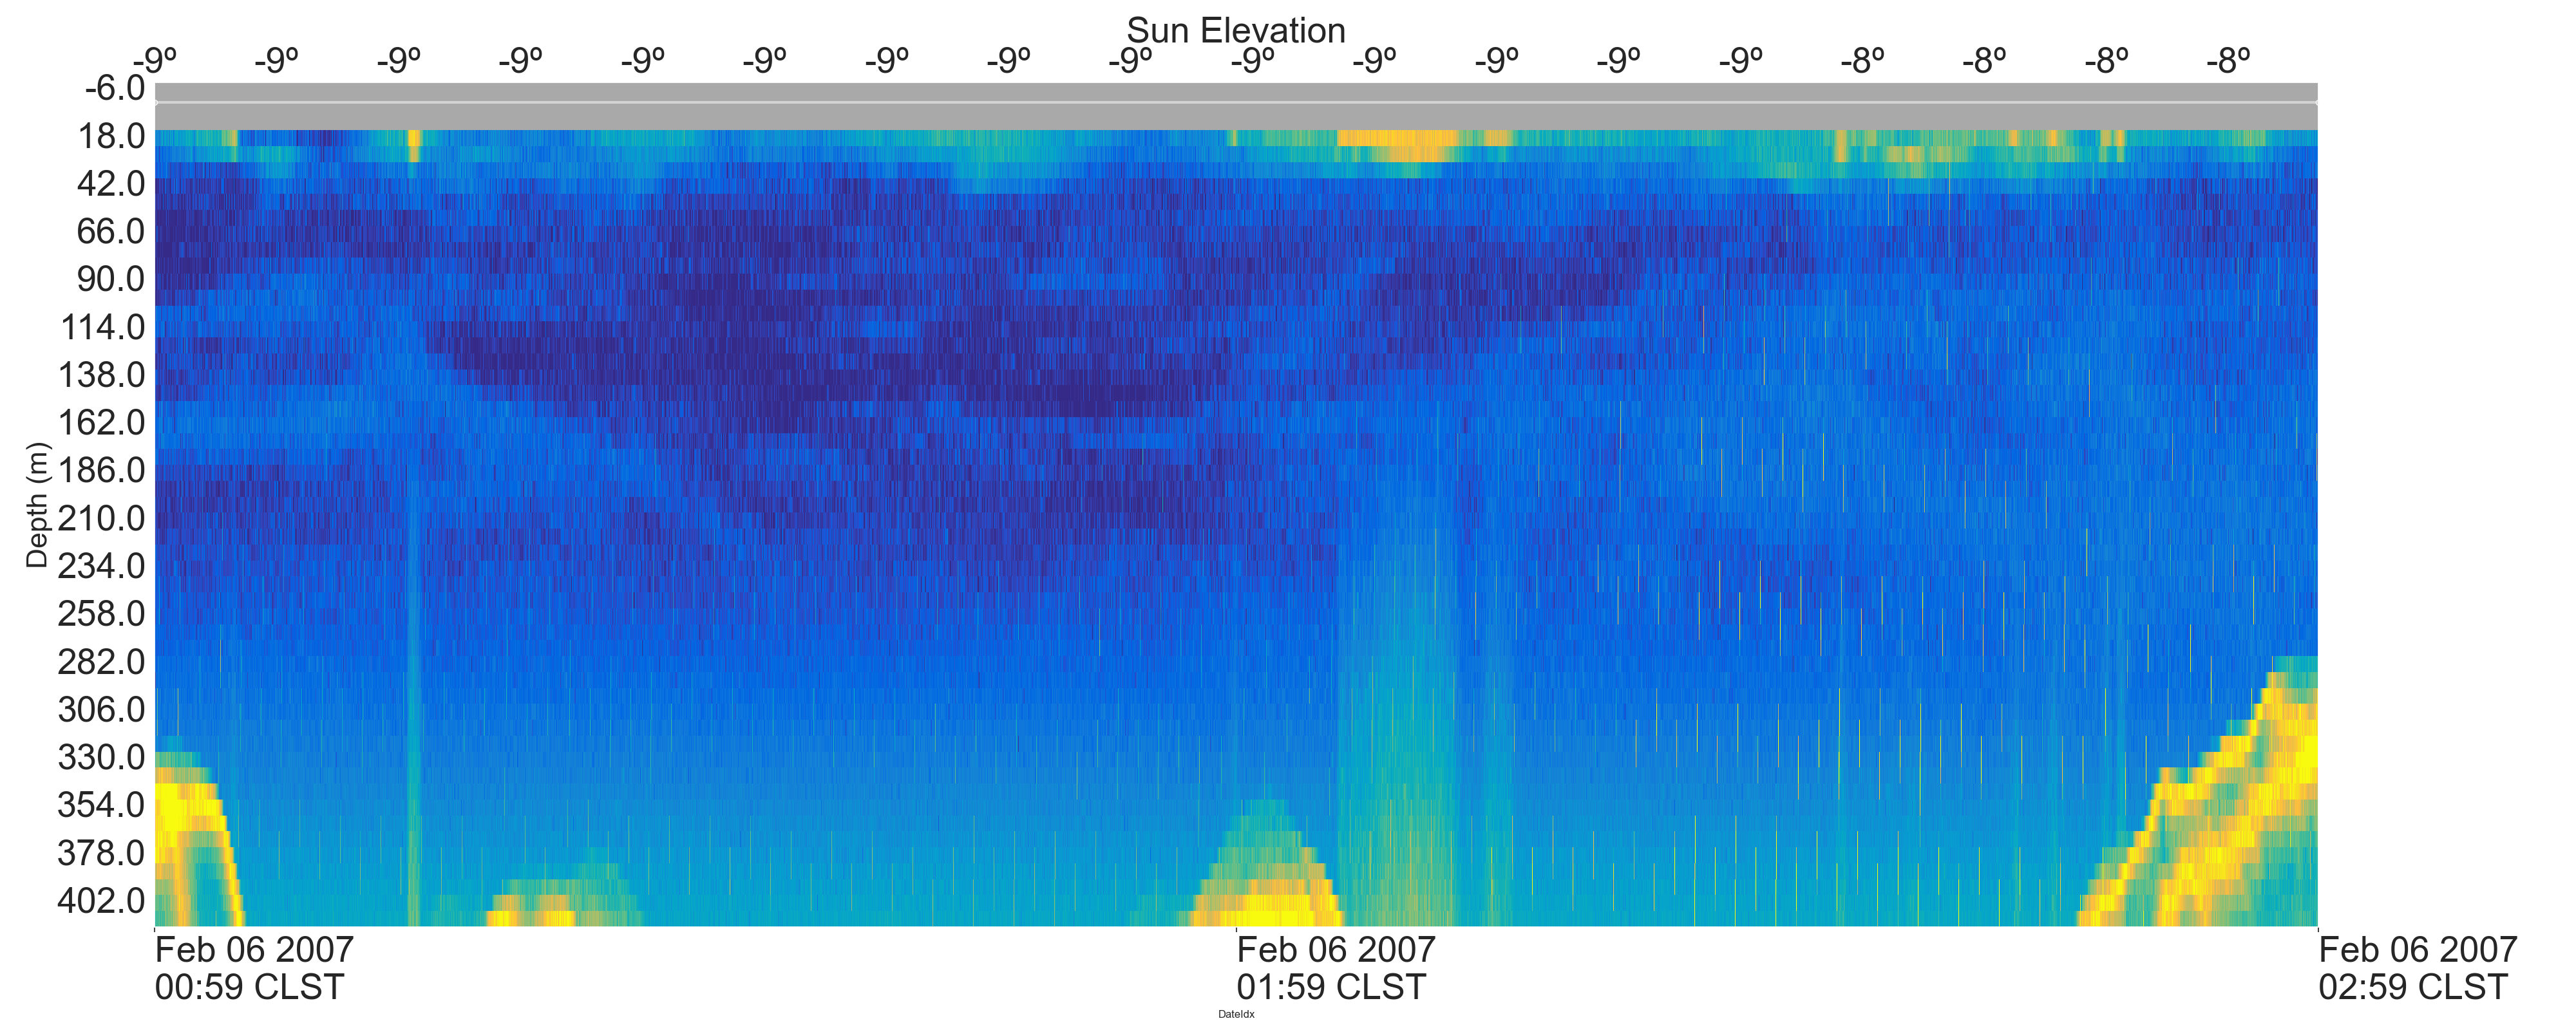 Sun Elevation
-9º -9º -9º -9º -9º -9º -9º -9º -9º -9º -9º -9º -9º -9º -8º -8º -8º -8º
-6.0
18.0
42.0
66.0
90.0
114.0
138.0
162.0
186.0
210.0
234.0
258.0
282.0
306.0
330.0
354.0
378.0
402.0
Depth (m)
Feb 06 2007
00:59 CLST
Feb 06 2007
01:59 CLST
Feb 06 2007
02:59 CLST
DateIdx